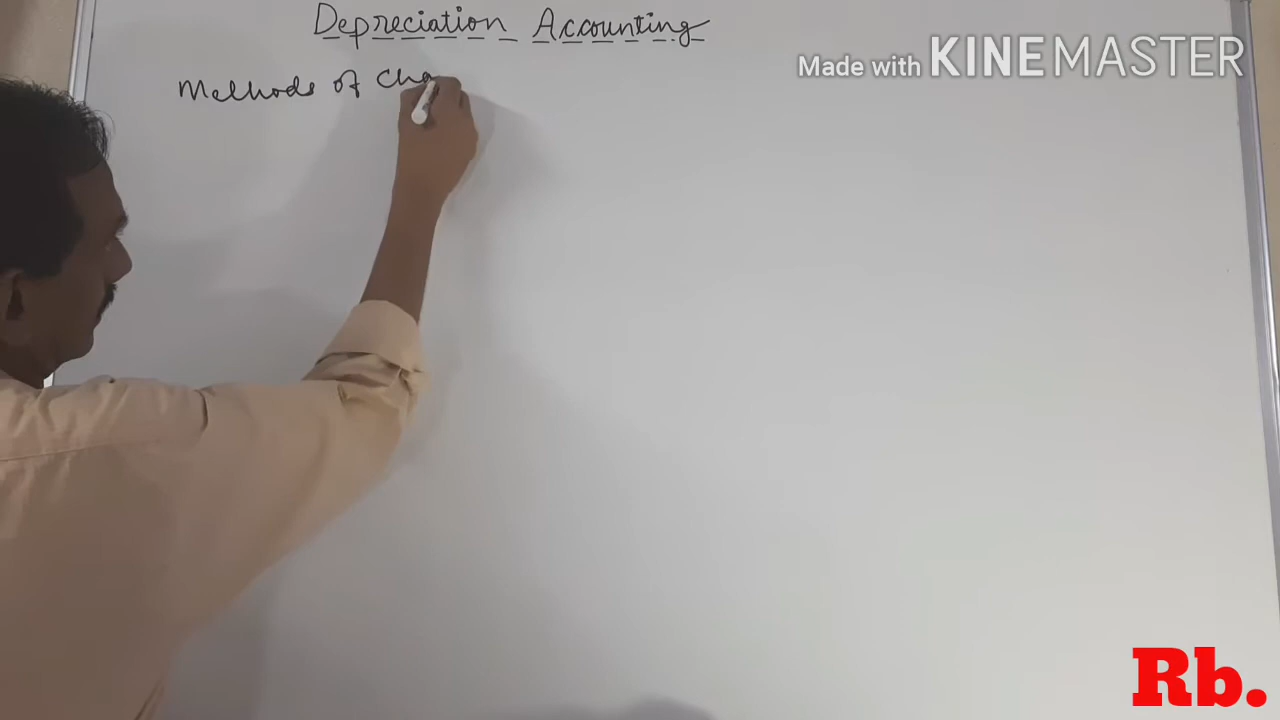 Depreciation Accounting
Made with KINEMASTER
Methods of Cha
Rb.